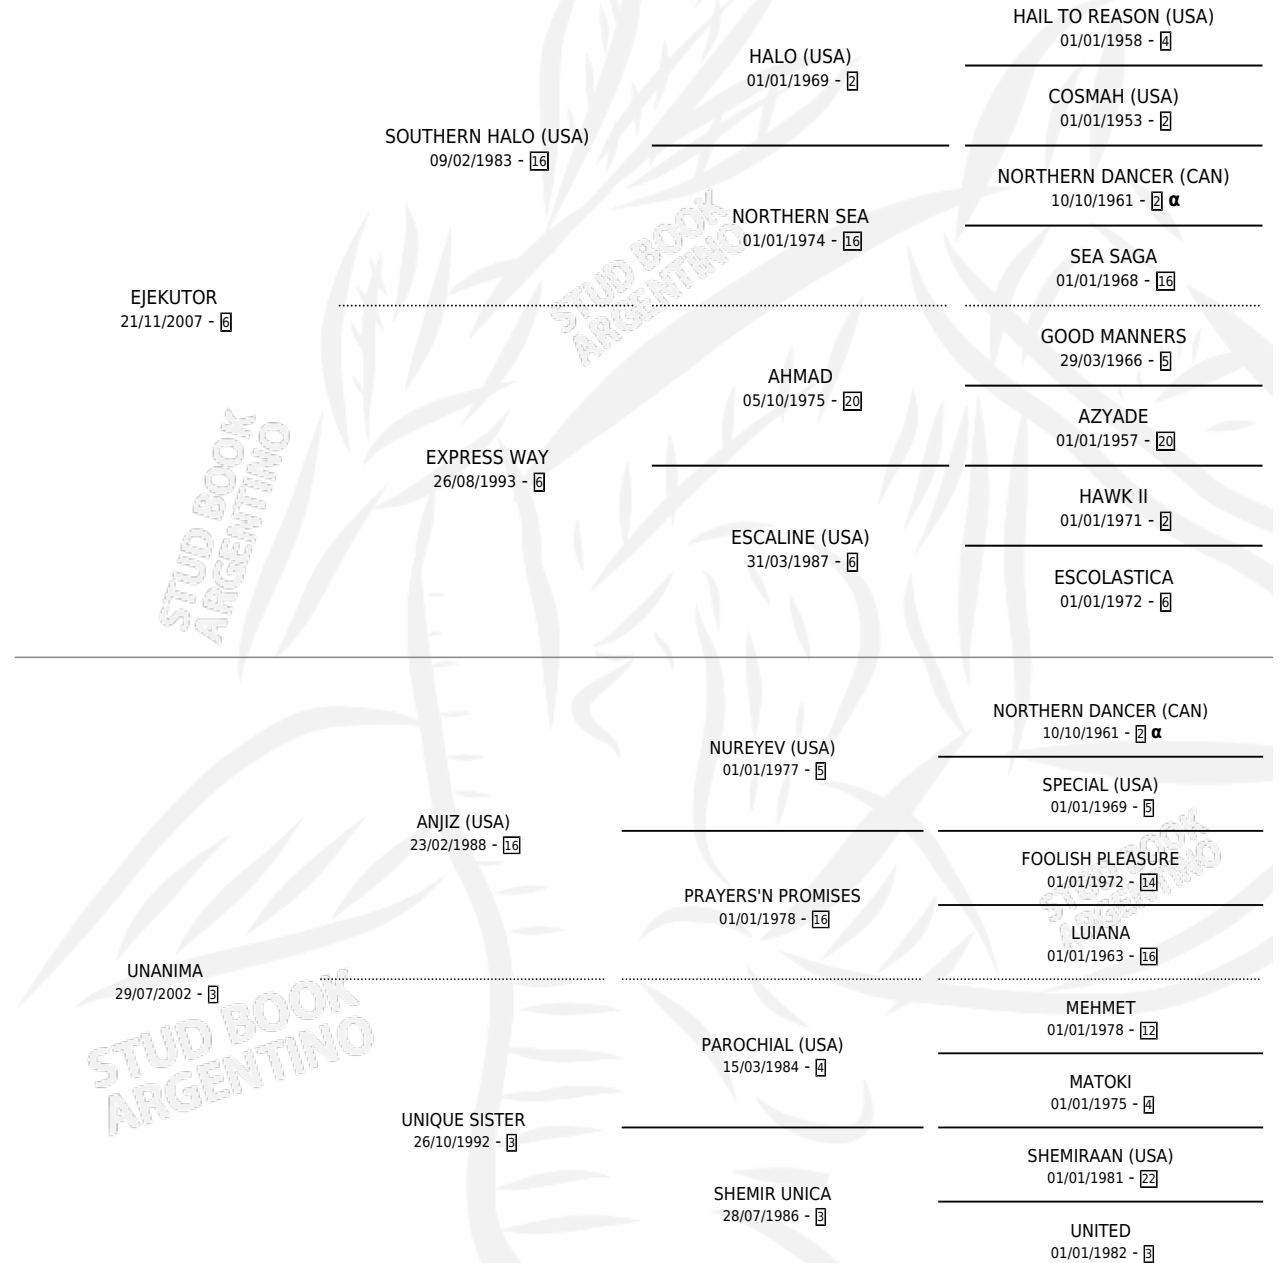 HAIL TO REASON (USA)
01/01/1958 - 4
HALO (USA)
01/01/1969 - 2
COSMAH (USA)
01/01/1953 - 2
SOUTHERN HALO (USA)
09/02/1983 - 16
NORTHERN DANCER (CAN)
10/10/1961 - 2 α
NORTHERN SEA
01/01/1974 - 16
SEA SAGA
01/01/1968 - 16
STUD BOOK
ARGENTINO
EJEKUTOR
21/11/2007 - 6
GOOD MANNERS
29/03/1966 - 5
AHMAD
05/10/1975 - 20
AZYADE
01/01/1957 - 20
EXPRESS WAY
26/08/1993 - 6
HAWK II
01/01/1971 - 2
ESCALINE (USA)
31/03/1987 - 6
ESCOLASTICA
01/01/1972 - 6
STUD BOOK
ARGENTINO
NORTHERN DANCER (CAN)
10/10/1961 - 2 α
NUREYEV (USA)
01/01/1977 - 5
SPECIAL (USA)
01/01/1969 - 5
ANJIZ (USA)
23/02/1988 - 16
FOOLISH PLEASURE
01/01/1972 - 14
PRAYERS'N PROMISES
01/01/1978 - 16
LUIANA
01/01/1963 - 16
STUD BOOK
ARGENTINO
UNANIMA
29/07/2002 - 3
MEHMET
01/01/1978 - 12
PAROCHIAL (USA)
15/03/1984 - 4
MATOKI
01/01/1975 - 4
STUD BOOK
ARGENTINO
UNIQUE SISTER
26/10/1992 - 3
SHEMIRAAN (USA)
01/01/1981 - 22
SHEMIR UNICA
28/07/1986 - 3
UNITED
01/01/1982 - 3